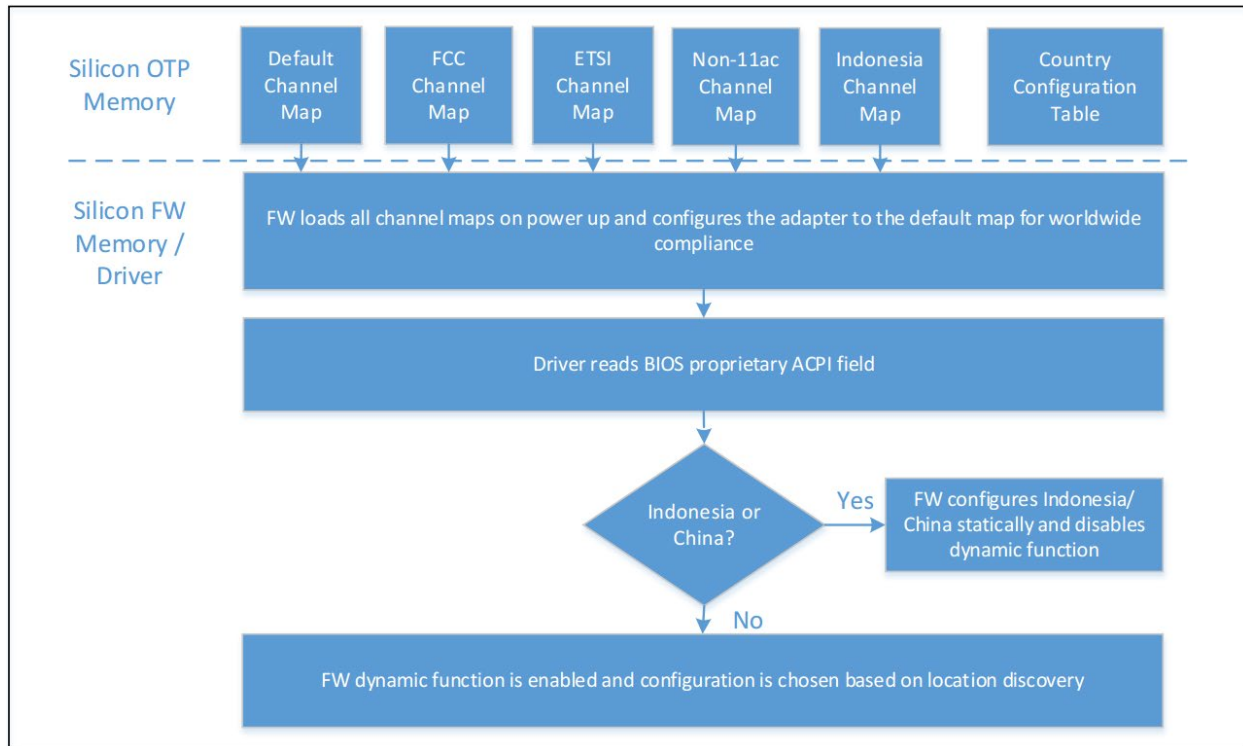 Silicon OTP
Memory
Default
Channel
Map
FCC
Channel
Map
ETSI
Channel
Map
Non-11ac
Channel
Map
Indonesia
Channel
Map
Country
Configuration
Table
Silicon FW
Memory /
Driver
FW loads all channel maps on power up and configures the adapter to the default map for worldwide
compliance
Driver reads BIOS proprietary ACPI field
Indonesia or
China?
Yes
FW configures Indonesia/
China statically and disables
dynamic function
No
FW dynamic function is enabled and configuration is chosen based on location discovery